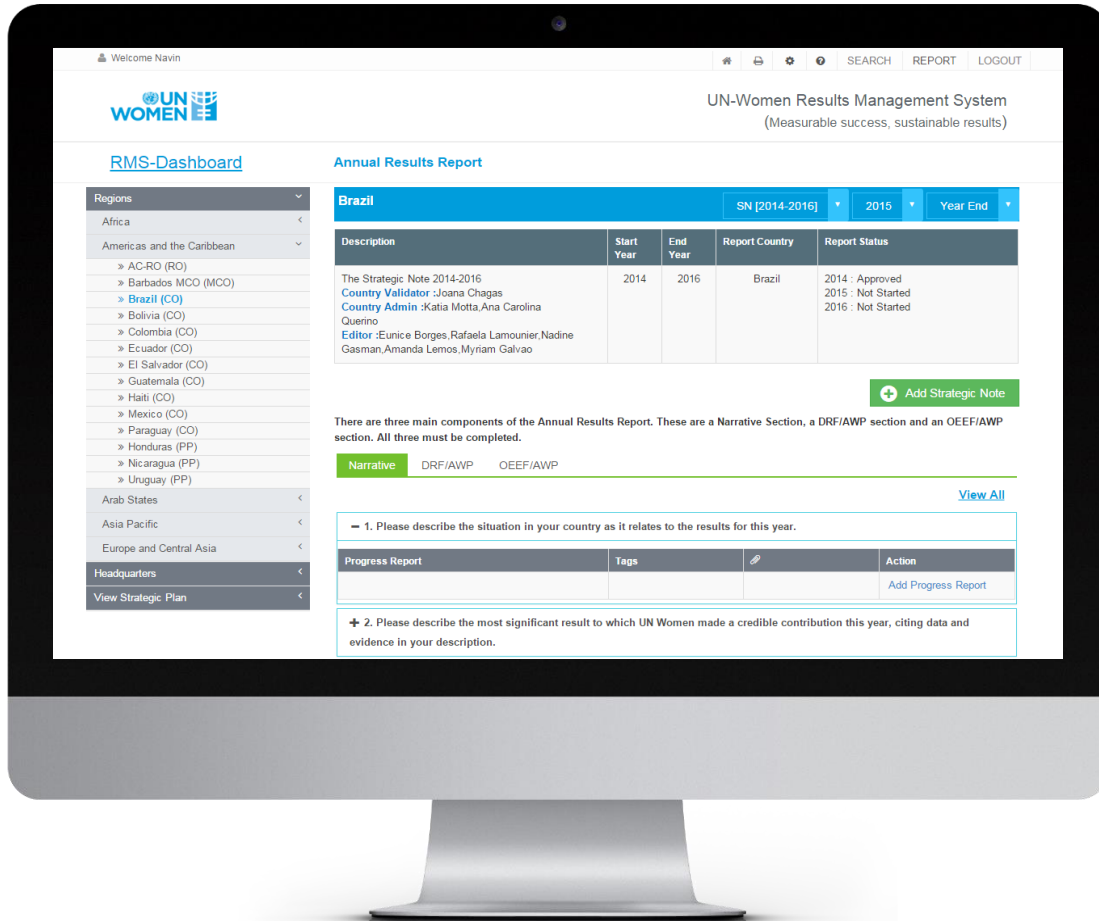 Welcome Navin
SEARCH REPORT LOGOUT
UN
WOMEN
UN-Women Results Management System
(Measurable success, sustainable results)
RMS-Dashboard
Annual Results Report
Regions
Africa
Americas and the Caribbean
» AC-RO (RO)
» Barbados MCO (MCO)
» Brazil (CO)
» Bolivia (CO)
» Colombia (CO)
» Ecuador (CO)
» El Salvador (CO)
» Guatemala (CO)
» Haiti (CO)
» Mexico (CO)
» Paraguay (CO)
» Honduras (PP)
» Nicaragua (PP)
» Uruguay (PP)
Arab States
Asia Pacific
Europe and Central Asia
Headquarters
View Strategic Plan
Brazil
SN [2014-2016] 2015 Year End
Description Start Year End Year Report Country Report Status
The Strategic Note 2014-2016 2014 2016 Brazil 2014 : Approved
Country Validator :Joana Chagas 2015 : Not Started
Country Admin :Katia Motta,Ana Carolina 2016 : Not Started
Querino
Editor :Eunice Borges,Rafaela Lamounier,Nadine
Gasman,Amanda Lemos,Myriam Galvao
Add Strategic Note
There are three main components of the Annual Results Report. These are a Narrative Section, a DRF/AWP section and an OEEF/AWP
section. All three must be completed.
Narrative DRF/AWP OEEF/AWP
View All
1. Please describe the situation in your country as it relates to the results for this year.
Progress Report Tags Action
Add Progress Report
2. Please describe the most significant result to which UN Women made a credible contribution this year, citing data and
evidence in your description.